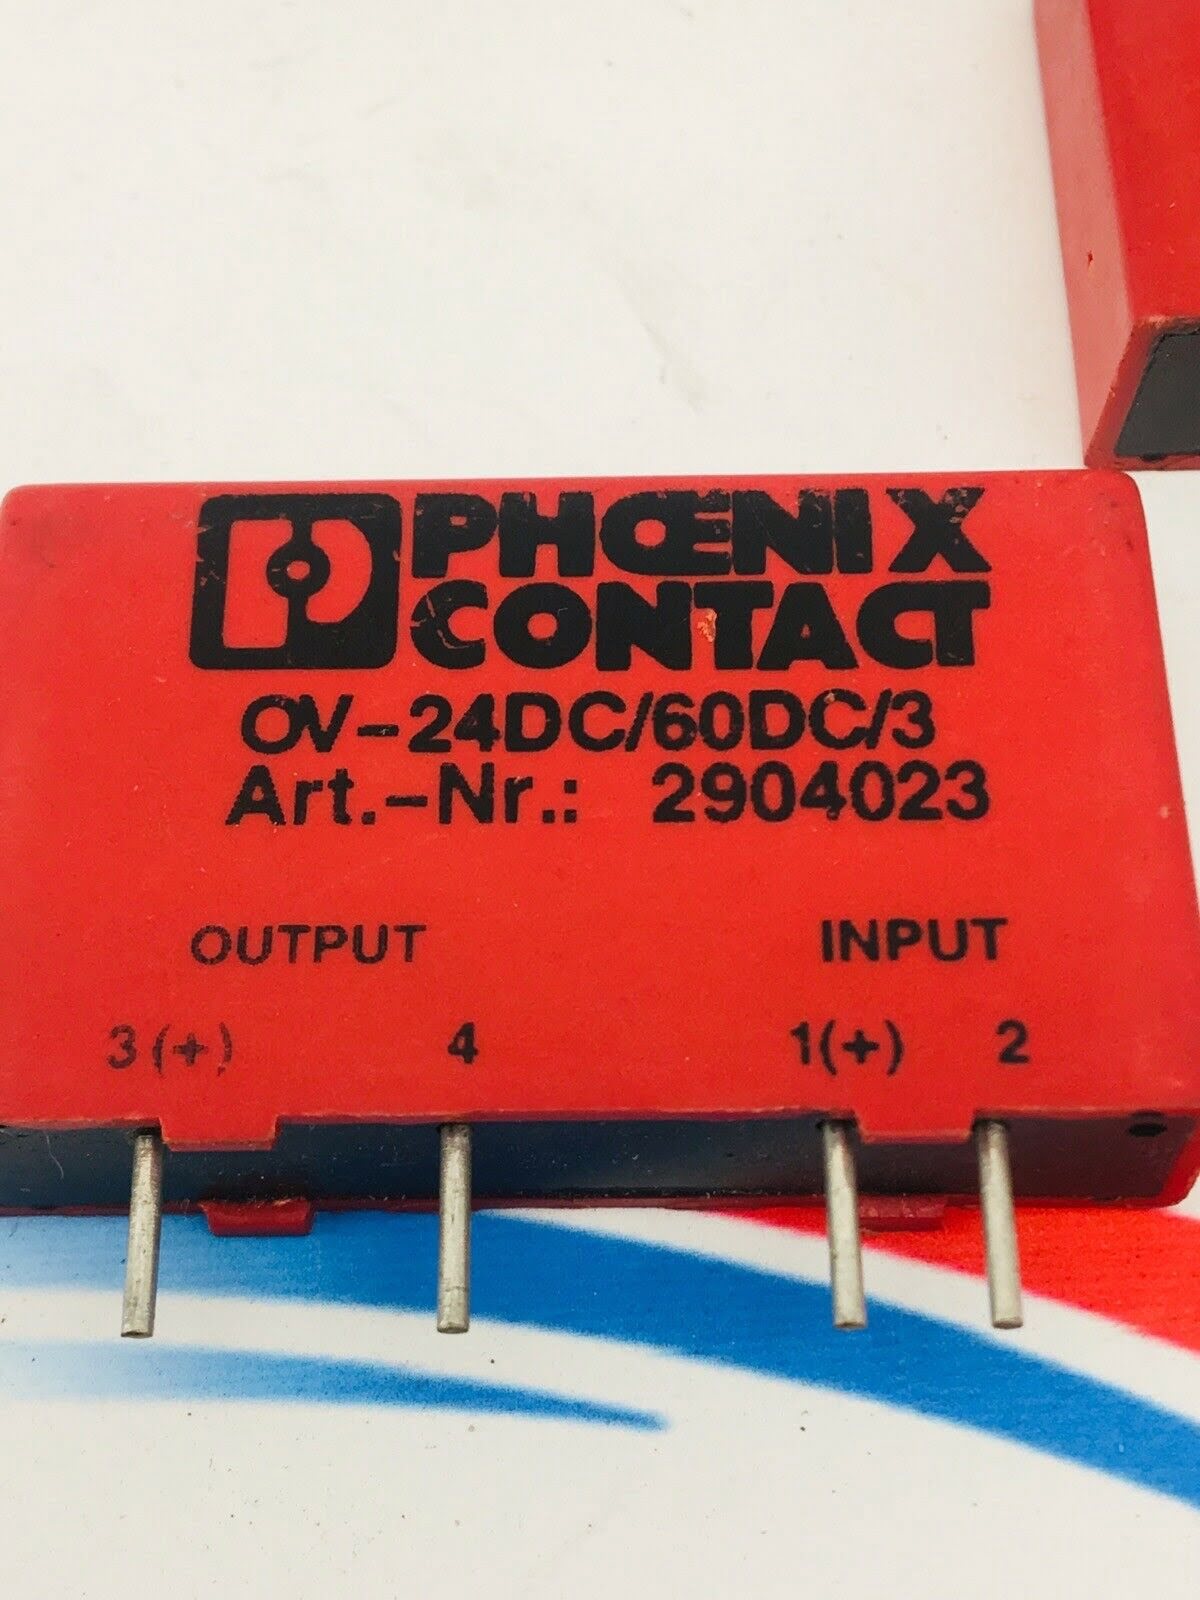 PHŒNIX
CONTACT
OV-24DC/60DC/3
Art.-Nr.: 2904023
OUTPUT INPUT
3(+) 4 1(+) 2